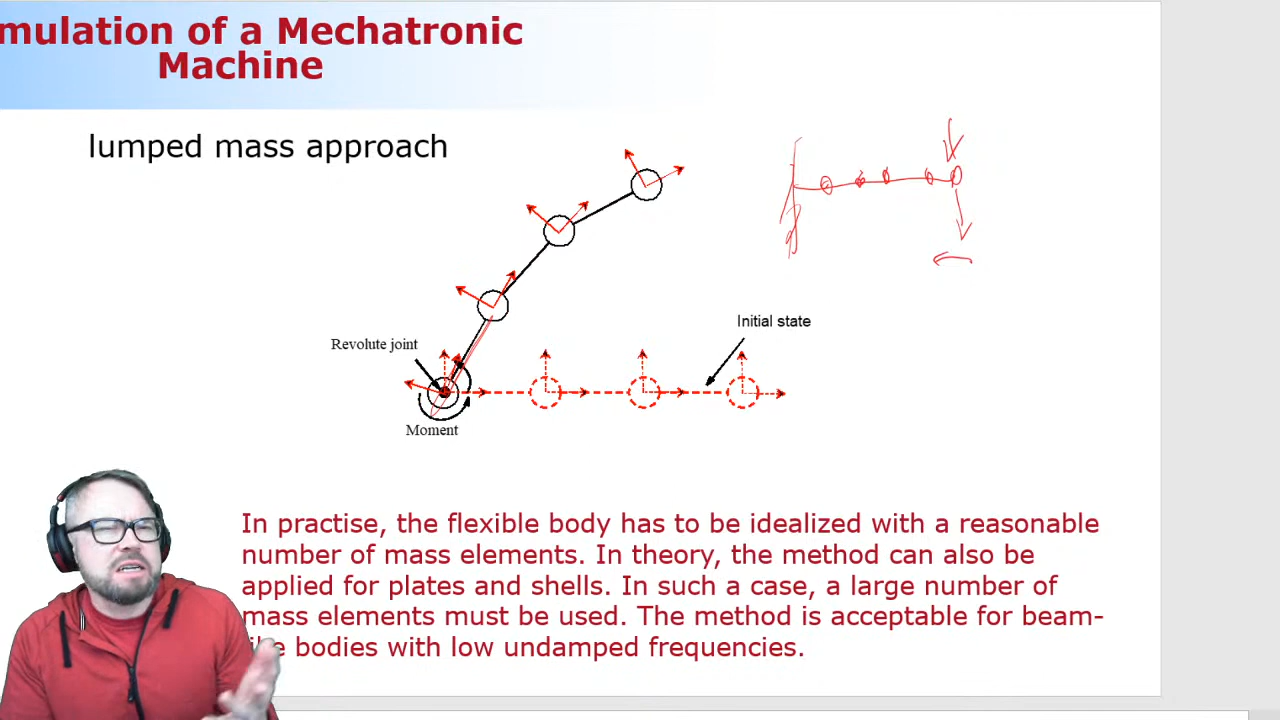 mulation of a Mechatronic
Machine
lumped mass approach
Initial state
Revolute joint
Moment
In practise, the flexible body has to be idealized with a reasonable
number of mass elements. In theory, the method can also be
applied for plates and shells. In such a case, a large number of
mass elements must be used. The method is acceptable for beam-
bodies with low undamped frequencies.